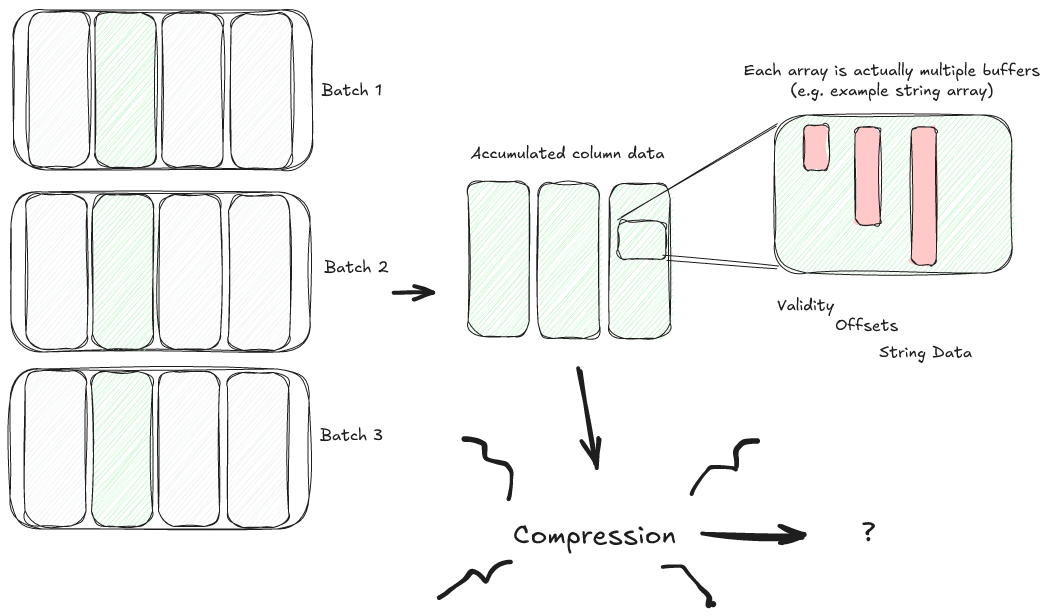 Batch 1
Batch 2
Batch 3
Accumulated column data
Each array is actually multiple buffers
(e.g. example string array)
Validity
Offsets
String Data
Compression
?